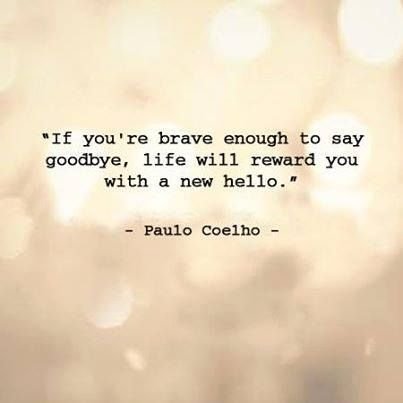 "If you're brave enough to say
goodbye, life will reward you
with a new hello."
- Paulo Coelho -